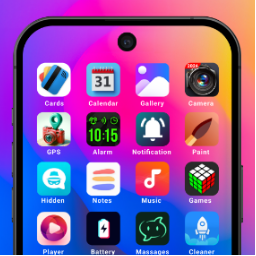 31
Cards Calendar Gallery Camera
10:15
GPS Alarm Notification Paint
Hidden Notes Music Games
Player Battery Massages Cleaner